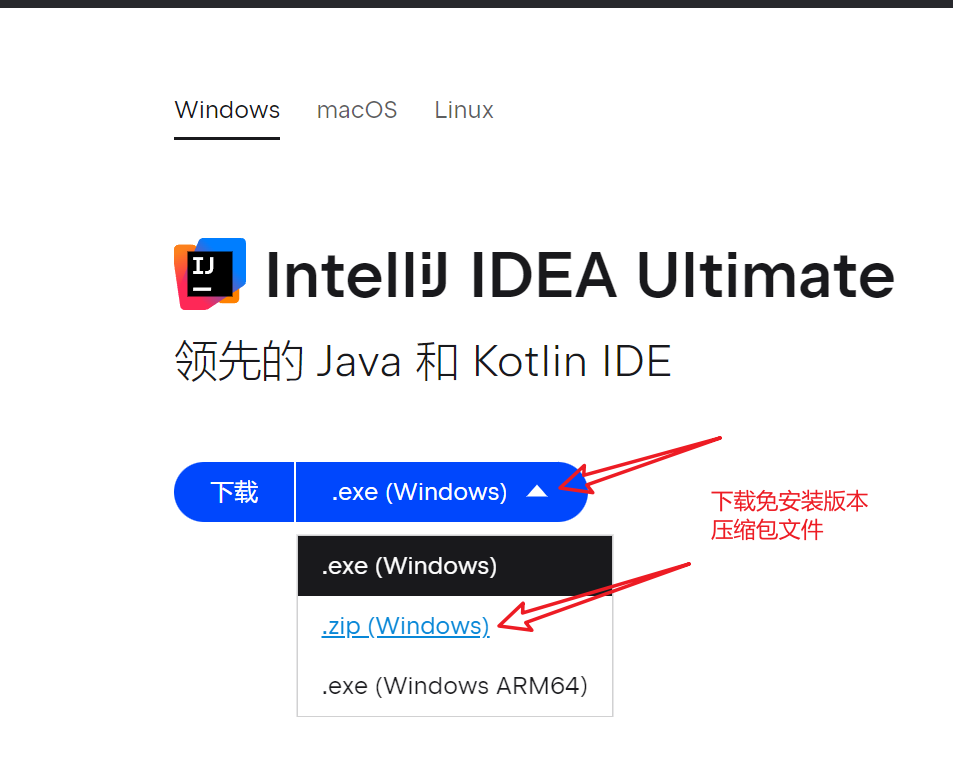 Windows macOS Linux
IJ
IntelliJ IDEA Ultimate
领先的 Java 和 Kotlin IDE
下载 .exe (Windows)
下载免安装版本
压缩包文件
.exe (Windows)
.zip (Windows)
.exe (Windows ARM64)